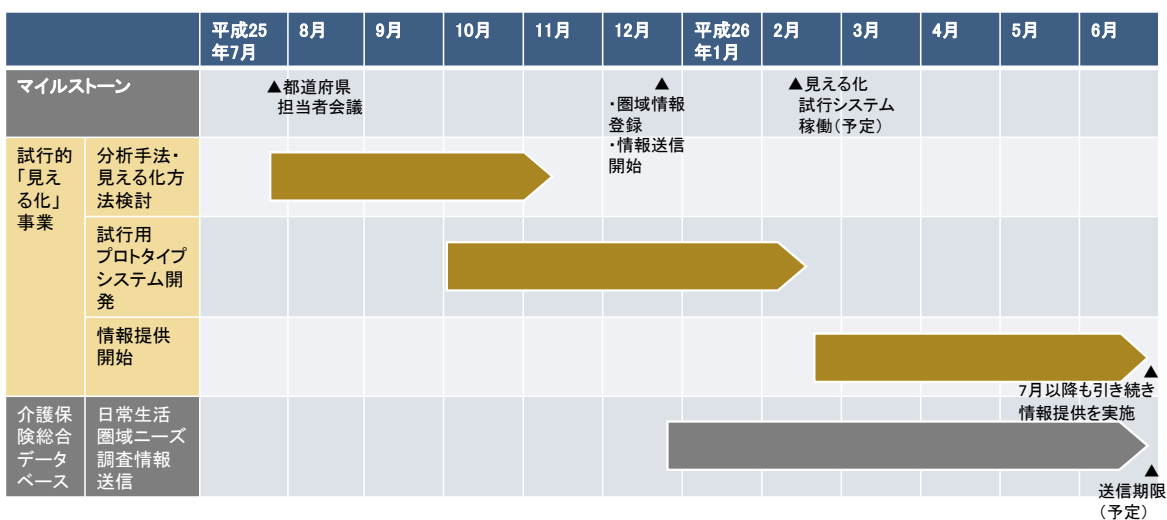 平成25
年7月
8月
9月
10月
11月
12月
平成26
年1月
2月
3月
4月
5月
6月
マイルストーン
▲都道府県
担当者会議
▲
・圏域情報
登録
・情報送信
開始
▲見える化
試行システム
稼働(予定)
試行的
「見え
る化」
事業
分析手法・
見える化方
法検討
試行用
プロトタイプ
システム開
発
情報提供
開始
▲
7月以降も引き続き
情報提供を実施
介護保
険総合
データ
ベース
日常生活
圏域ニーズ
調査情報
送信
▲
送信期限
(予定)